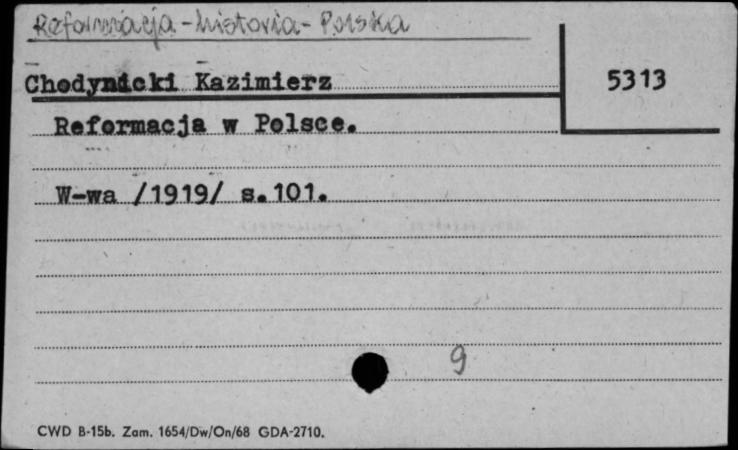 Reformacja - historia - Polska
Chodynicki Kazimierz
5313
Reformacja w Polsce.
W-wa /1919/ s.101.
9
CWD B-15b. Zam. 1654/Dw/On/68 GDA-2710.